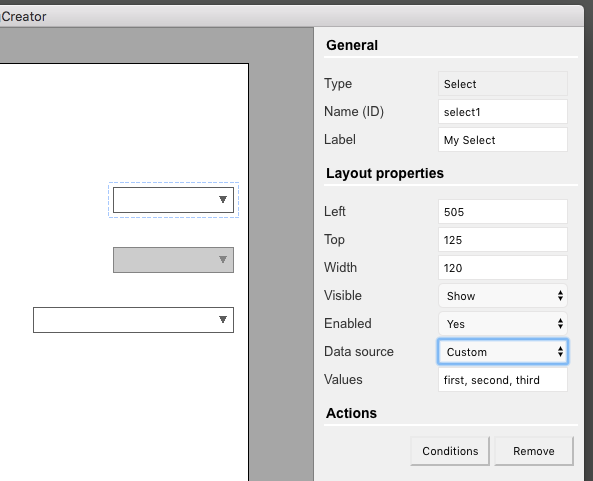 Creator
General
Type Select
Name (ID) select1
Label My Select
Layout properties
Left 505
Top 125
Width 120
Visible Show
Enabled Yes
Data source Custom
Values first, second, third
Actions
Conditions Remove